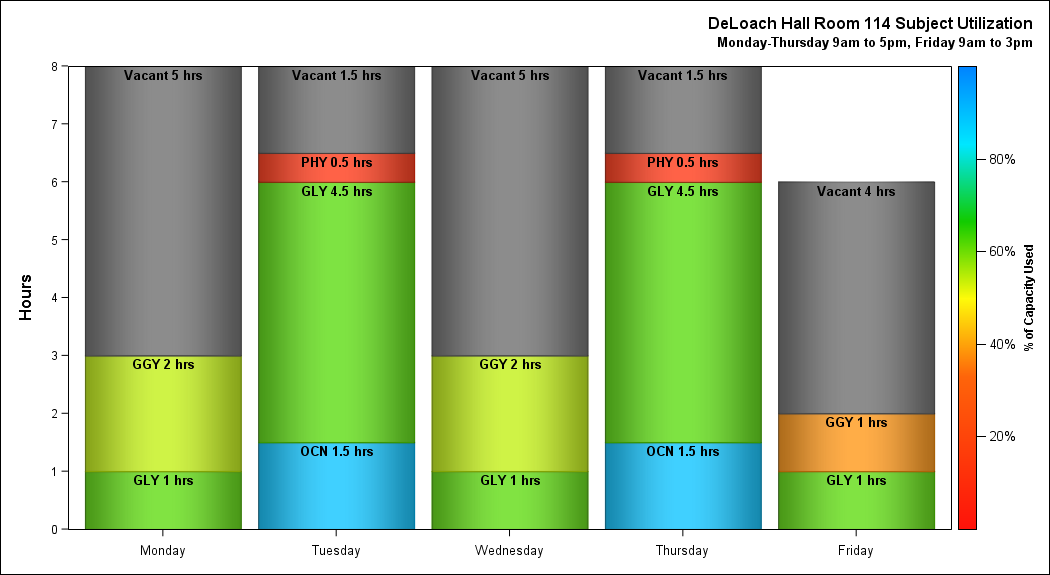 DeLoach Hall Room 114 Subject Utilization
Monday-Thursday 9am to 5pm, Friday 9am to 3pm
Hours
8
7
6
5
4
3
2
1
0
Vacant 5 hrs
GGY 2 hrs
GLY 1 hrs
Vacant 1.5 hrs
PHY 0.5 hrs
GLY 4.5 hrs
OCN 1.5 hrs
Vacant 5 hrs
GGY 2 hrs
GLY 1 hrs
Vacant 1.5 hrs
PHY 0.5 hrs
GLY 4.5 hrs
OCN 1.5 hrs
Vacant 4 hrs
GGY 1 hrs
GLY 1 hrs
Monday
Tuesday
Wednesday
Thursday
Friday
80%
60%
40%
20%
% of Capacity Used